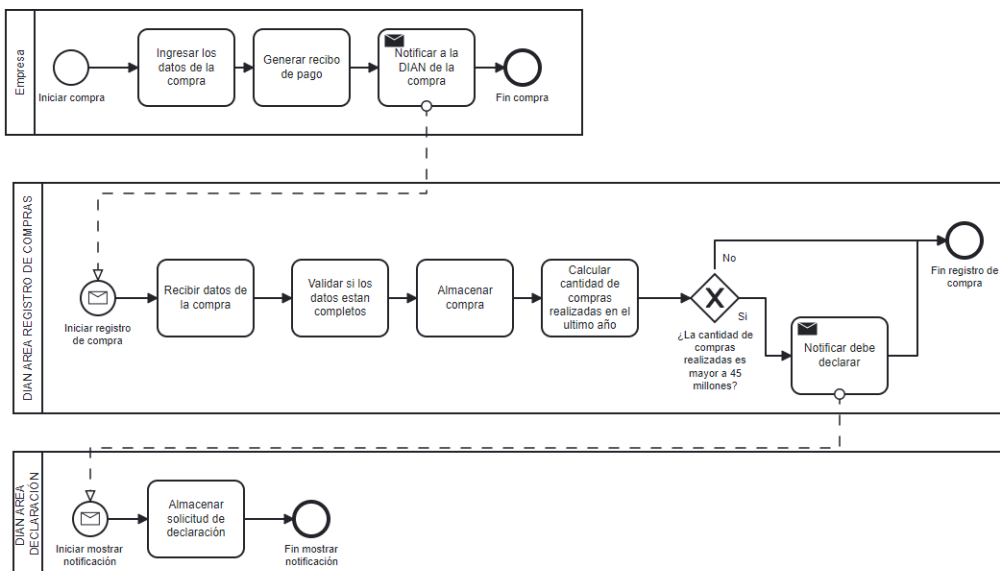 Empresa
Iniciar compra
Ingresar los
datos de la
compra
Generar recibo
de pago
Notificar a la
DIAN de la
compra
Fin compra
DIAN AREA REGISTRO DE COMPRAS
Iniciar registro
de compra
Recibir datos de
la compra
Validar si los
datos estan
completos
Almacenar
compra
Calcular
cantidad de
compras
realizadas en el
ultimo año
¿La cantidad de
compras
realizadas es
mayor a 45
millones?
No
Si
Notificar debe
declarar
Fin registro de
compra
DIAN AREA
DECLARACIÓN
Iniciar mostrar
notificación
Almacenar
solicitud de
declaración
Fin mostrar
notificación